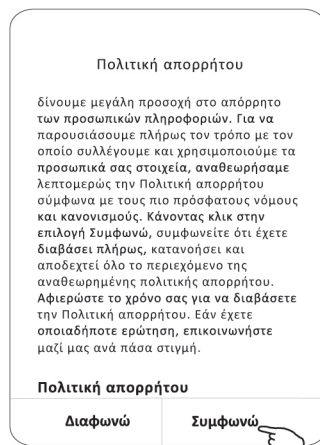 Πολιτική απορρήτου
δίνουμε μεγάλη προσοχή στο απόρρητο
των προσωπικών πληροφοριών. Για να
παρουσιάσουμε πλήρως τον τρόπο με τον
οποίο συλλέγουμε και χρησιμοποιούμε τα
προσωπικά σας στοιχεία, αναθεωρήσαμε
λεπτομερώς την Πολιτική απορρήτου
σύμφωνα με τους πιο πρόσφατους νόμους
και κανονισμούς. Κάνοντας κλικ στην
επιλογή Συμφωνώ, συμφωνείτε ότι έχετε
διαβάσει πλήρως, κατανοήσει και
αποδεχτεί όλο το περιεχόμενο της
αναθεωρημένης πολιτικής απορρήτου.
Αφιερώστε το χρόνο σας για να διαβάσετε
την Πολιτική απορρήτου. Εάν έχετε
οποιαδήποτε ερώτηση, επικοινωνήστε
μαζί μας ανά πάσα στιγμή.
Πολιτική απορρήτου
Διαφωνώ Συμφωνώ